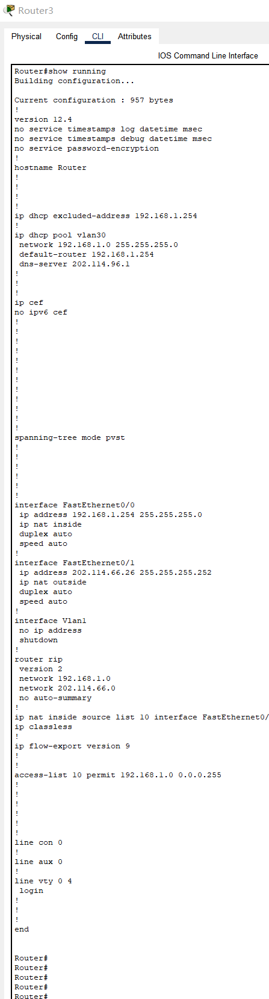 Router3
Physical Config CLI Attributes
IOS Command Line Interface
Router#show running
Building configuration...
Current configuration : 957 bytes
!
version 12.4
no service timestamps log datetime msec
no service timestamps debug datetime msec
no service password-encryption
!
hostname Router
!
!
!
!
ip dhcp excluded-address 192.168.1.254
!
ip dhcp pool vlan30
network 192.168.1.0 255.255.255.0
default-router 192.168.1.254
dns-server 202.114.96.1
!
!
!
ip cef
no ipv6 cef
!
!
!
!
!
!
!
!
!
!
!
!
spanning-tree mode pvst
!
!
!
!
!
!
interface FastEthernet0/0
ip address 192.168.1.254 255.255.255.0
ip nat inside
duplex auto
speed auto
!
interface FastEthernet0/1
ip address 202.114.66.26 255.255.255.252
ip nat outside
duplex auto
speed auto
!
interface Vlan1
no ip address
shutdown
!
router rip
version 2
network 192.168.1.0
network 202.114.66.0
no auto-summary
!
ip nat inside source list 10 interface FastEthernet0/
ip classless
!
ip flow-export version 9
!
!
access-list 10 permit 192.168.1.0 0.0.0.255
!
!
!
!
!
!
line con 0
!
line aux 0
!
line vty 0 4
login
!
!
!
end
Router#
Router#
Router#
Router#
Router#